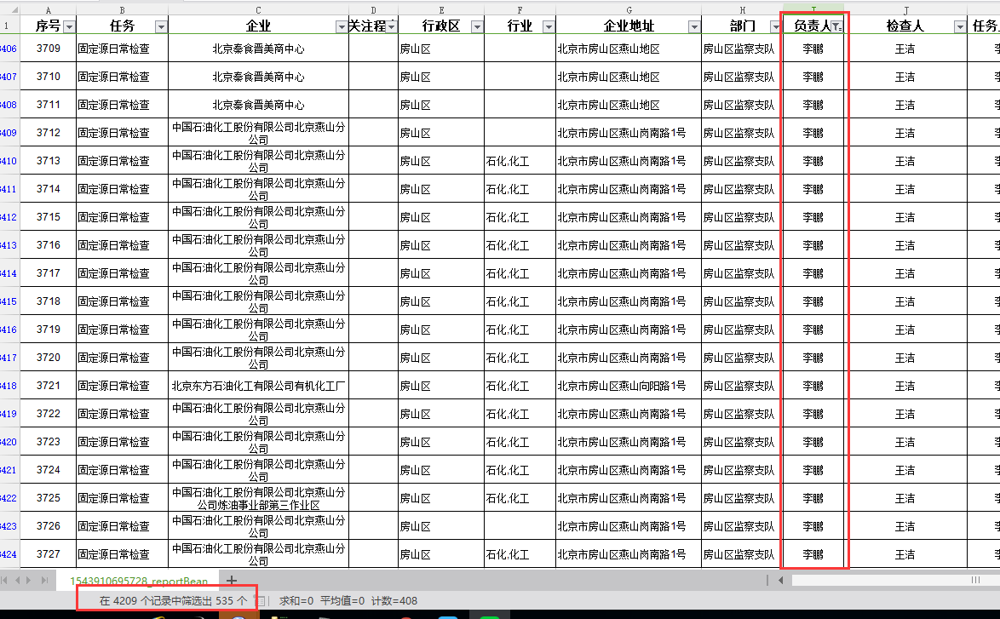 A B C D E F G H I J
1 序号 任务 企业 关注程 行政区 行业 企业地址 部门 负责人 检查人 任务
3406 3709 固定源日常检查 北京秦食晋美商中心 房山区 北京市房山区燕山地区 房山区监察支队 李鹏 王洁
3407 3710 固定源日常检查 北京秦食晋美商中心 房山区 北京市房山区燕山地区 房山区监察支队 李鹏 王洁
3408 3711 固定源日常检查 北京秦食晋美商中心 房山区 北京市房山区燕山地区 房山区监察支队 李鹏 王洁
3409 3712 固定源日常检查 中国石油化工股份有限公司北京燕山分 房山区 北京市房山区燕山岗南路1号 房山区监察支队 李鹏 王洁
公司
3410 3713 固定源日常检查 中国石油化工股份有限公司北京燕山分 房山区 石化,化工 北京市房山区燕山岗南路1号 房山区监察支队 李鹏 王洁
公司
3411 3714 固定源日常检查 中国石油化工股份有限公司北京燕山分 房山区 石化,化工 北京市房山区燕山岗南路1号 房山区监察支队 李鹏 王洁
公司
3412 3715 固定源日常检查 中国石油化工股份有限公司北京燕山分 房山区 石化,化工 北京市房山区燕山岗南路1号 房山区监察支队 李鹏 王洁
公司
3413 3716 固定源日常检查 中国石油化工股份有限公司北京燕山分 房山区 石化,化工 北京市房山区燕山岗南路1号 房山区监察支队 李鹏 王洁
公司
3414 3717 固定源日常检查 中国石油化工股份有限公司北京燕山分 房山区 石化,化工 北京市房山区燕山岗南路1号 房山区监察支队 李鹏 王洁
公司
3415 3718 固定源日常检查 中国石油化工股份有限公司北京燕山分 房山区 石化,化工 北京市房山区燕山岗南路1号 房山区监察支队 李鹏 王洁
公司
3416 3719 固定源日常检查 中国石油化工股份有限公司北京燕山分 房山区 石化,化工 北京市房山区燕山岗南路1号 房山区监察支队 李鹏 王洁
公司
3417 3720 固定源日常检查 中国石油化工股份有限公司北京燕山分 房山区 石化,化工 北京市房山区燕山岗南路1号 房山区监察支队 李鹏 王洁
公司
3418 3721 固定源日常检查 北京东方石油化工有限公司有机化工厂 房山区 石化,化工 北京市房山区燕山向阳路1号 房山区监察支队 李鹏 王洁
3419 3722 固定源日常检查 中国石油化工股份有限公司北京燕山分 房山区 石化,化工 北京市房山区燕山岗南路1号 房山区监察支队 李鹏 王洁
公司
3420 3723 固定源日常检查 中国石油化工股份有限公司北京燕山分 房山区 石化,化工 北京市房山区燕山岗南路1号 房山区监察支队 李鹏 王洁
公司
3421 3724 固定源日常检查 中国石油化工股份有限公司北京燕山分 房山区 石化,化工 北京市房山区燕山岗南路1号 房山区监察支队 李鹏 王洁
公司
3422 3725 固定源日常检查 中国石油化工股份有限公司北京燕山分 房山区 石化,化工 北京市房山区燕山岗南路1号 房山区监察支队 李鹏 王洁
公司炼油事业部第三作业区
3423 3726 固定源日常检查 中国石油化工股份有限公司北京燕山分 房山区 北京市房山区燕山岗南路1号 房山区监察支队 李鹏 王洁
公司
3424 3727 固定源日常检查 中国石油化工股份有限公司北京燕山分 房山区 石化,化工 北京市房山区燕山岗南路1号 房山区监察支队 李鹏 王洁
公司
1543910695728_reportBean
在 4209 个记录中筛选出 535 个 求和=0 平均值=0 计数=408